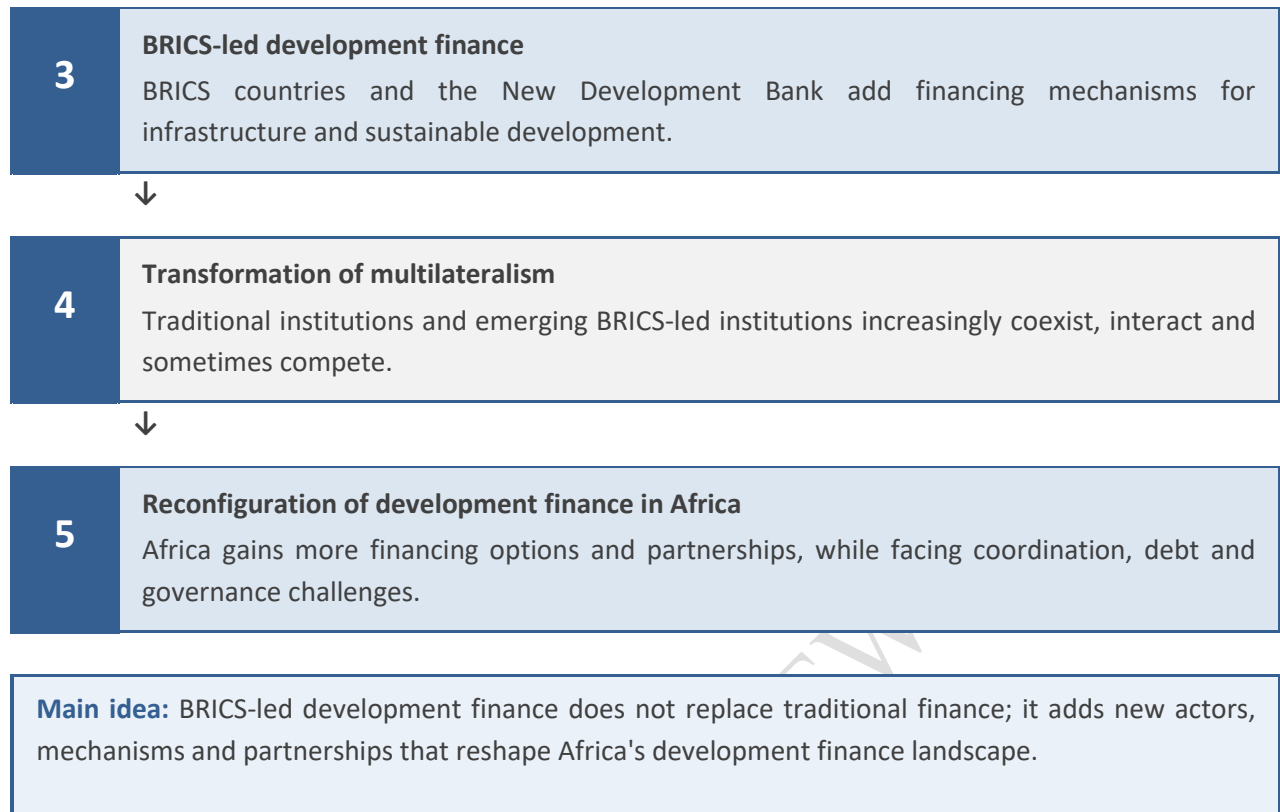 3
BRICS-led development finance
BRICS countries and the New Development Bank add financing mechanisms for
infrastructure and sustainable development.
↓
4
Transformation of multilateralism
Traditional institutions and emerging BRICS-led institutions increasingly coexist, interact and
sometimes compete.
↓
5
Reconfiguration of development finance in Africa
Africa gains more financing options and partnerships, while facing coordination, debt and
governance challenges.
Main idea: BRICS-led development finance does not replace traditional finance; it adds new actors,
mechanisms and partnerships that reshape Africa's development finance landscape.